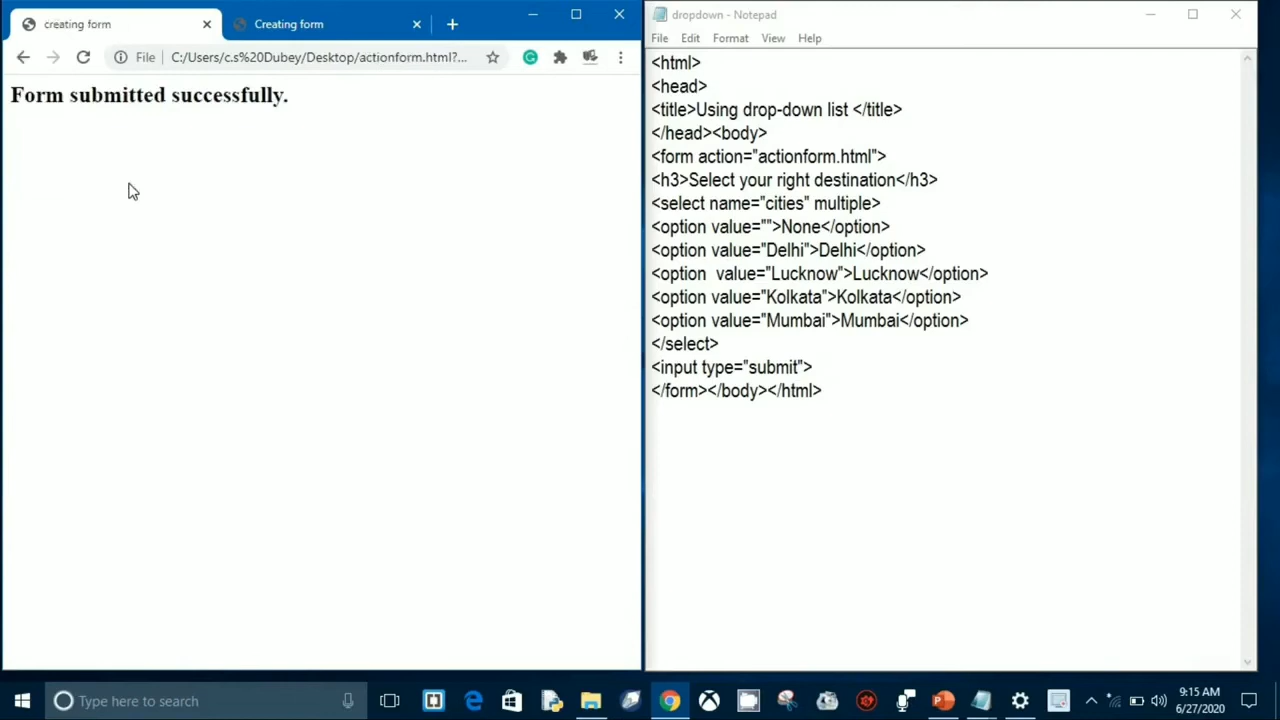 creating form
Creating form
File
C:/Users/c.s%20Dubey/Desktop/actionform.html?...
Form submitted successfully.
dropdown - Notepad
File Edit Format View Help
<html>
<head>
<title>Using drop-down list </title>
</head><body>
<form action="actionform.html">
<h3>Select your right destination</h3>
<select name="cities" multiple>
<option value="">None</option>
<option value="Delhi">Delhi</option>
<option  value="Lucknow">Lucknow</option>
<option value="Kolkata">Kolkata</option>
<option value="Mumbai">Mumbai</option>
</select>
<input type="submit">
</form></body></html>
Type here to search
9:15 AM
6/27/2020